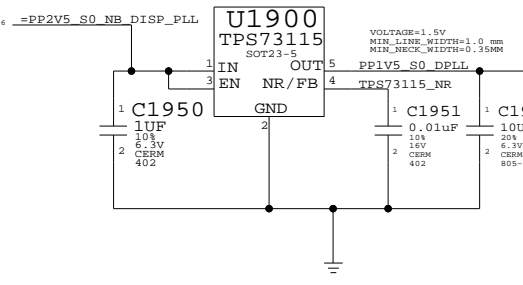 6 =PP2V5_S0_NB_DISP_PLL
U1900
TPS73115
SOT23-5
1 IN
3 EN
OUT 5
NR/FB 4
GND
2
VOLTAGE=1.5V
MIN_LINE_WIDTH=1.0 mm
MIN_NECK_WIDTH=0.35MM
PP1V5_S0_DPLL
TPS73115_NR
1 C1950
1UF
10%
6.3V
2 CERM
402
1 C1951
0.01uF
10%
16V
2 CERM
402
1 C19
10U
20%
6.3V
2 CERM
805-